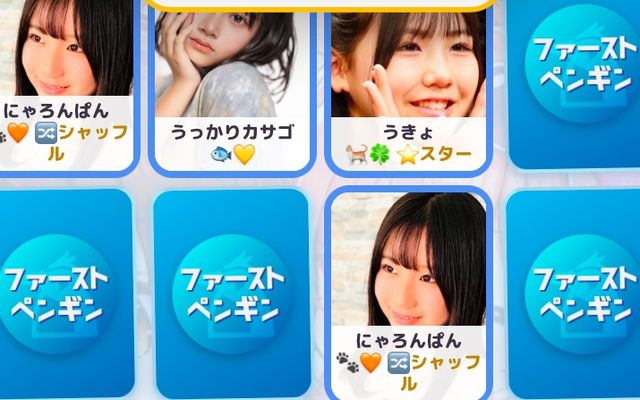 ファースト
ペンギン
にゃろんぱん
🐾🧡 🔀シャッフ
ル
うっかりカサゴ
🐟💛
うきょ
🐈🍀 ⭐スター
ファースト
ペンギン
ファースト
ペンギン
にゃろんぱん
🐾🧡 🔀シャッフ
ル
ファースト
ペンギン